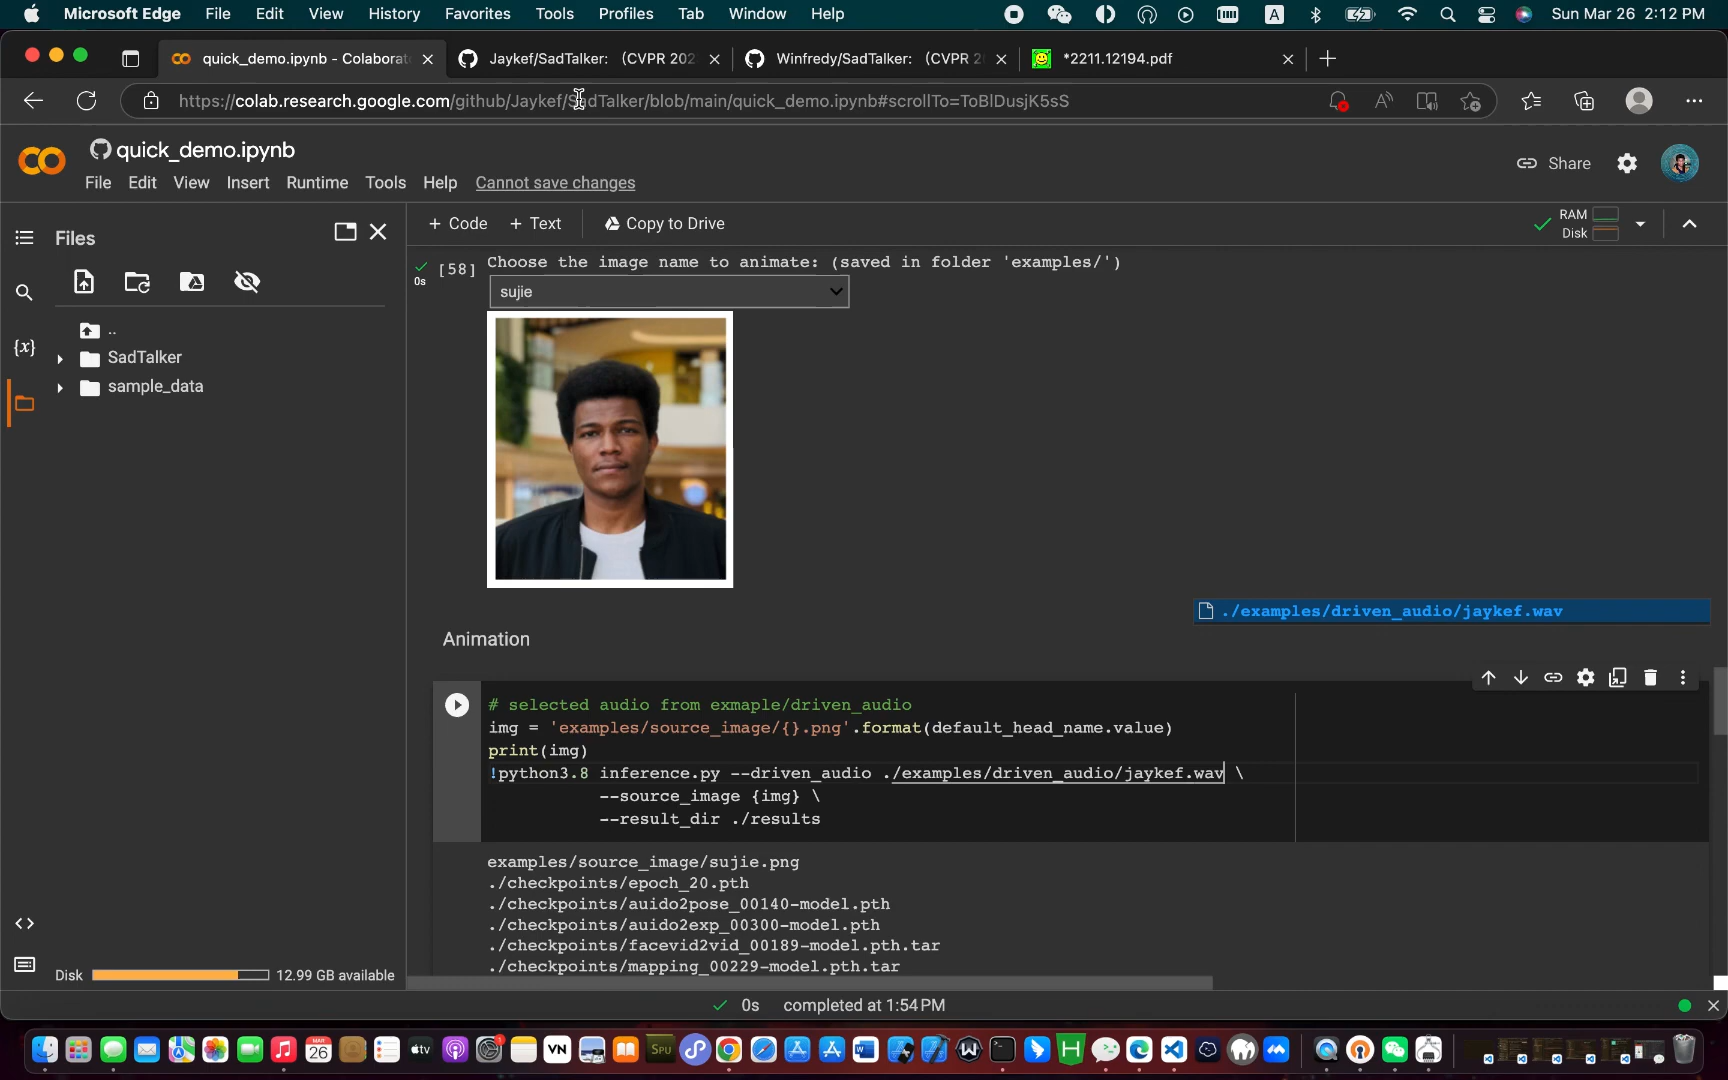 Microsoft Edge File Edit View History Favorites Tools Profiles Tab Window Help A Sun Mar 26 2:12 PM
quick_demo.ipynb - Colaborat Jaykef/SadTalker: (CVPR 202 Winfredy/SadTalker: (CVPR 2 *2211.12194.pdf
https://colab.research.google.com/github/Jaykef/SadTalker/blob/main/quick_demo.ipynb#scrollTo=ToBlDusjK5sS
quick_demo.ipynb
Share
File Edit View Insert Runtime Tools Help Cannot save changes
Files
+ Code + Text Copy to Drive
RAM
Disk
[58]
0s
Choose the image name to animate: (saved in folder 'examples/')
sujie
..
SadTalker
sample_data
{x}
./examples/driven_audio/jaykef.wav
Animation
# selected audio from exmaple/driven_audio
img = 'examples/source_image/{}.png'.format(default_head_name.value)
print(img)
!python3.8 inference.py --driven_audio ./examples/driven_audio/jaykef.wav \
--source_image {img} \
--result_dir ./results
examples/source_image/sujie.png
./checkpoints/epoch_20.pth
./checkpoints/auido2pose_00140-model.pth
./checkpoints/auido2exp_00300-model.pth
./checkpoints/facevid2vid_00189-model.pth.tar
./checkpoints/mapping_00229-model.pth.tar
Disk 12.99 GB available
0s completed at 1:54 PM
MAR
26
tv
1
VN
SPU
W
H